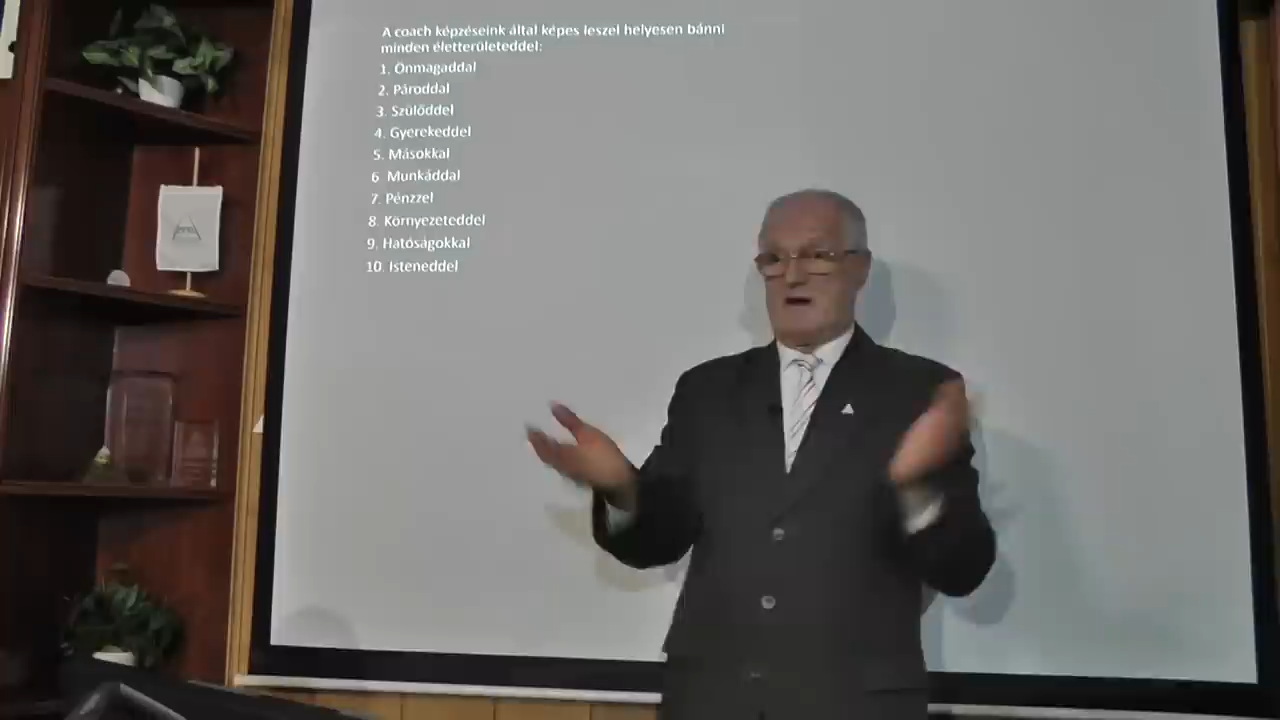 A coach képzéseink által képes leszel helyesen bánni
minden életterületeddel:
1. Önmagaddal
2. Pároddal
3. Szülőddel
4. Gyerekeddel
5. Másokkal
6 Munkáddal
7. Pénzzel
8. Környezeteddel
9. Hatóságokkal
10. Isteneddel